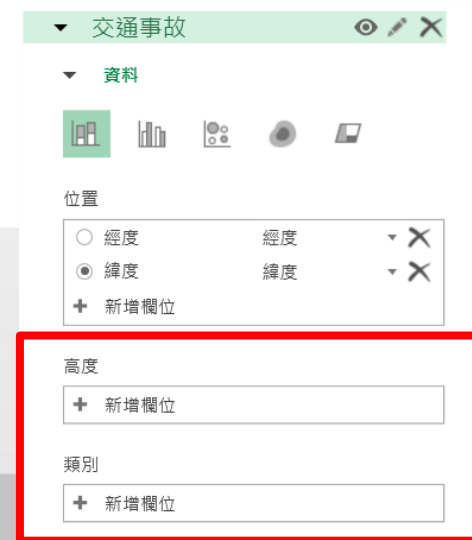 交通事故
資料
位置
經度 經度
緯度 緯度
新增欄位
高度
新增欄位
類別
新增欄位